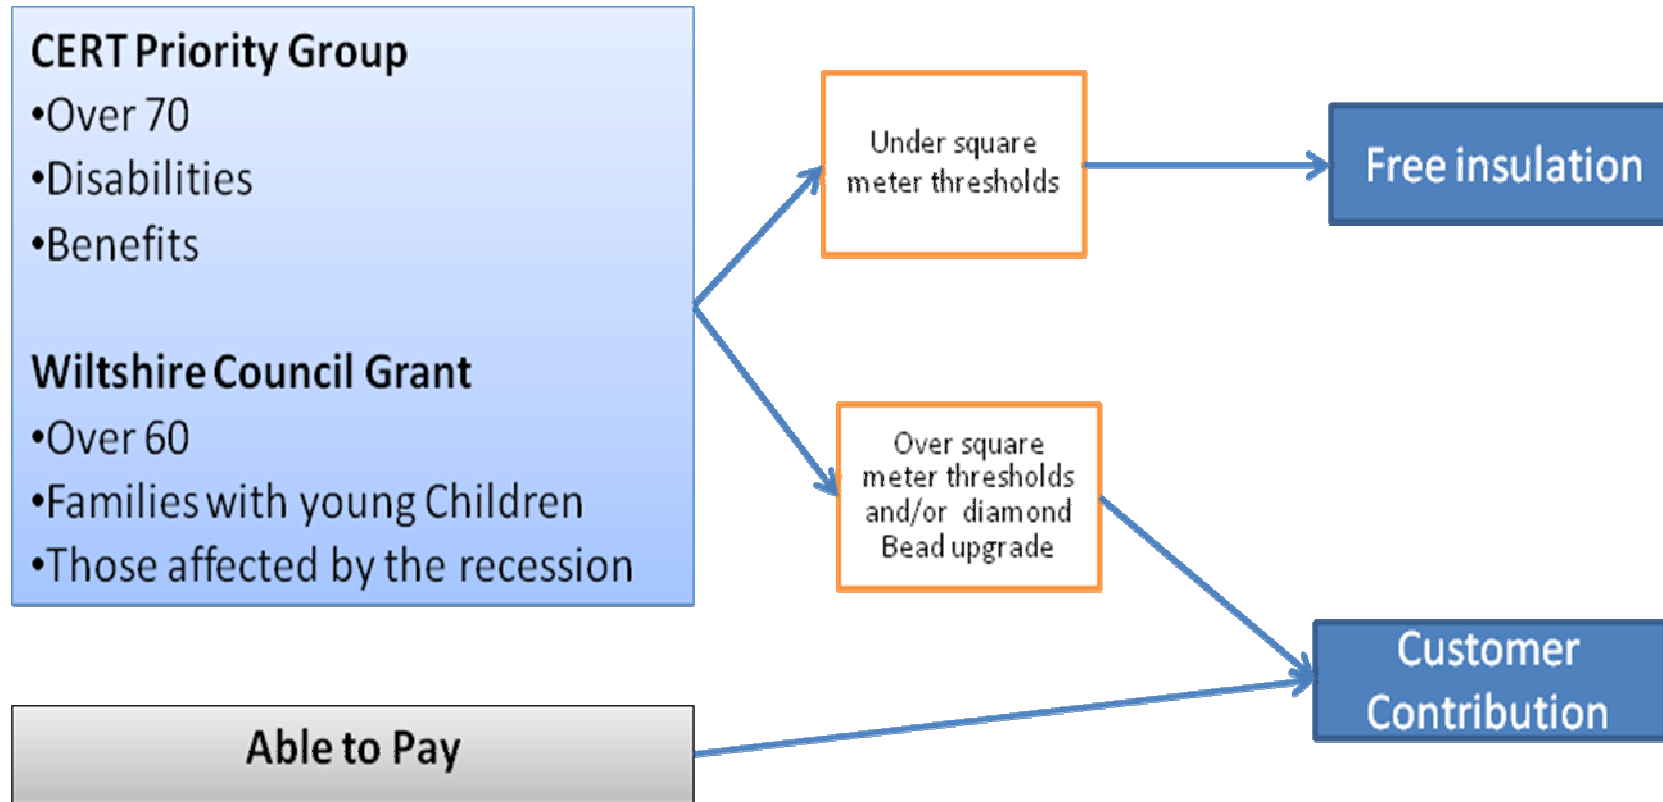 CERT Priority Group
•Over 70
•Disabilities
•Benefits
Wiltshire Council Grant
•Over 60
•Families with young Children
•Those affected by the recession
Able to Pay
Under square
meter thresholds
Over square
meter thresholds
and/or diamond
Bead upgrade
Free insulation
Customer
Contribution